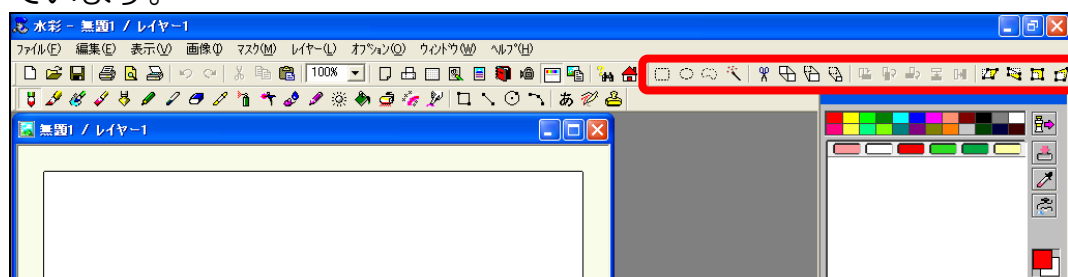 ています。
水彩 - 無題1 / レイヤー1
ファイル(F) 編集(E) 表示(V) 画像(I) マスク(M) レイヤー(L) オプション(O) ウィンドウ(W) ヘルプ(H)
100%
あ
無題1 / レイヤー1